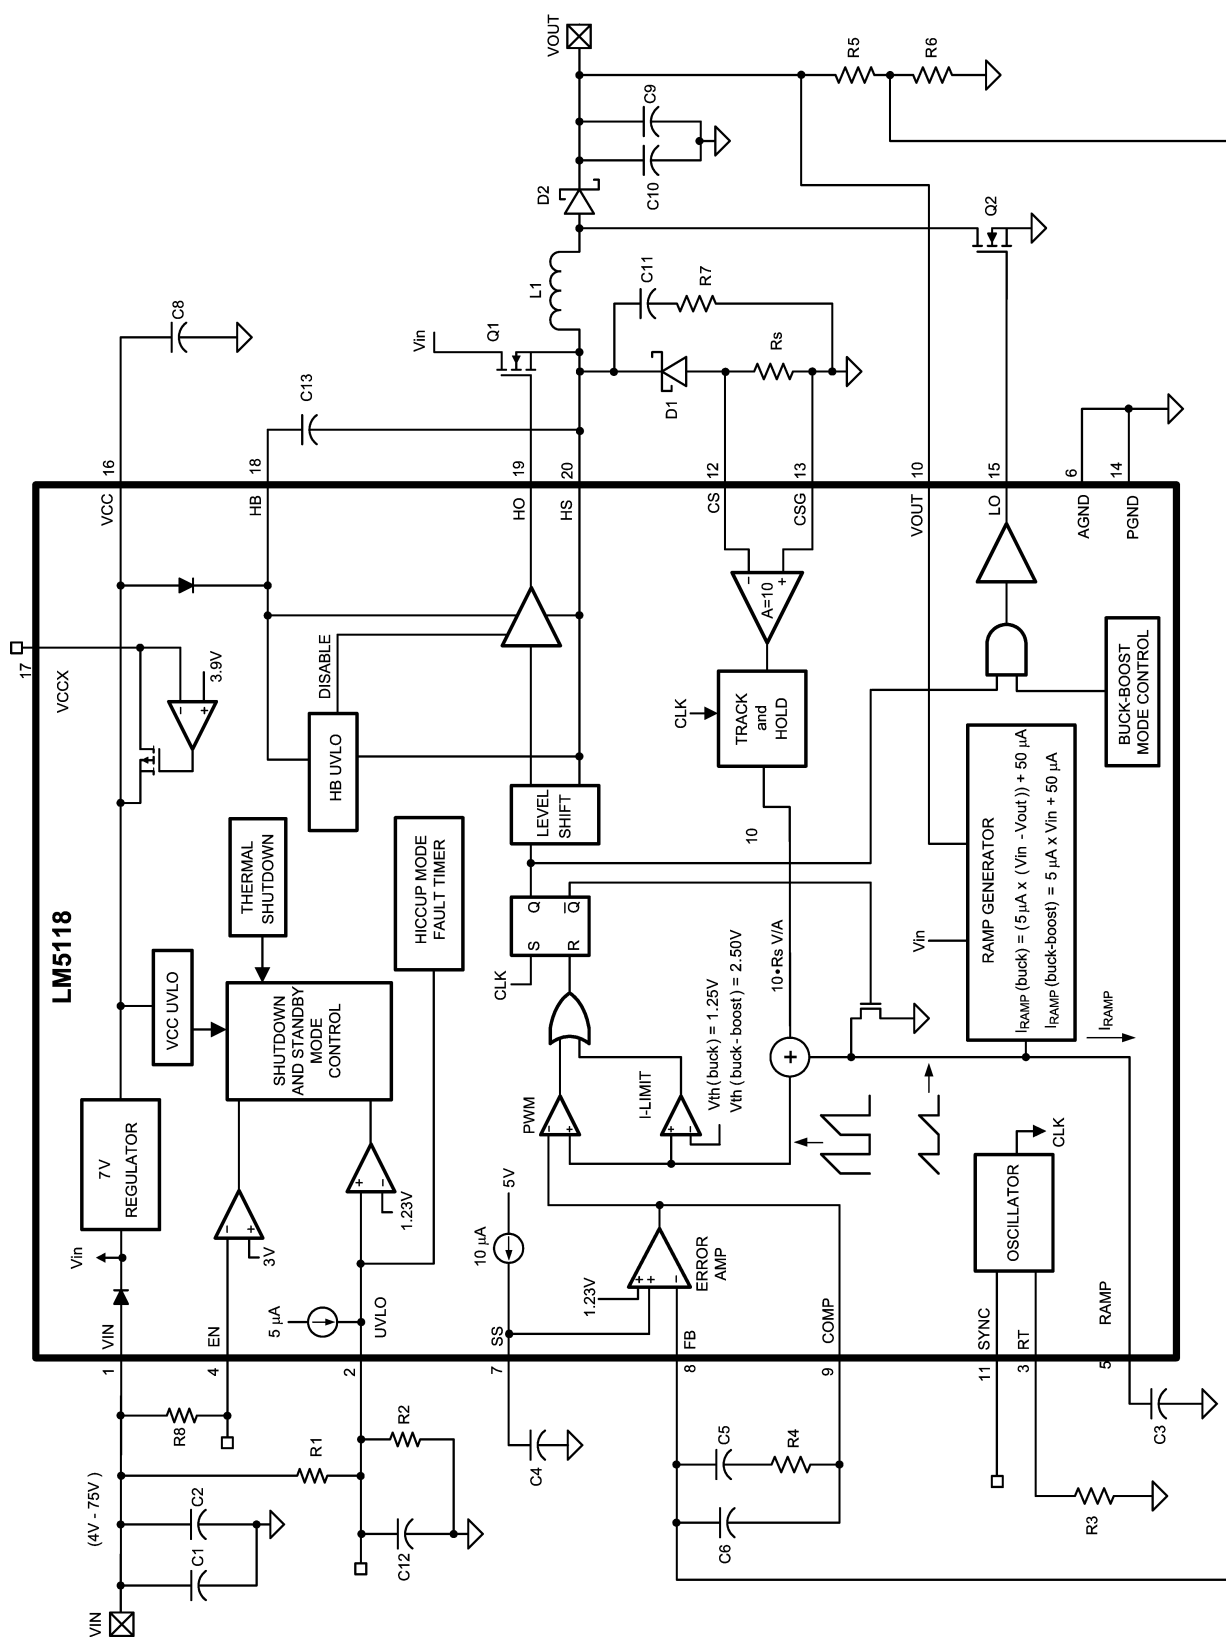 VIN
(4V - 75V )
C1
C2
R8
R1
R2
C12
C4
C5
R4
C6
R3
C3
1
4
2
7
8
9
11
3
5
LM5118
VIN
EN
UVLO
SS
FB
COMP
SYNC
RT
RAMP
Vin
7V
REGULATOR
3V
5 µA
1.23V
VCC UVLO
THERMAL
SHUTDOWN
SHUTDOWN
AND STANDBY
MODE
CONTROL
HICCUP MODE
FAULT TIMER
17
VCCX
3.9V
HB UVLO
DISABLE
10 µA
5V
1.23V
ERROR
AMP
PWM
I-LIMIT
Vth(buck) = 1.25V
Vth (buck-boost) = 2.50V
CLK
S
R
Q
Q
LEVEL
SHIFT
10•Rs V/A
10
CLK
TRACK
and
HOLD
A=10
Vin
RAMP GENERATOR
IRAMP (buck) = (5 µA x (Vin -Vout )) + 50 µA
IRAMP (buck-boost) = 5 µA x Vin + 50 µA
IRAMP
OSCILLATOR
CLK
BUCK-BOOST
MODE CONTROL
VCC
HB
HO
HS
CS
CSG
VOUT
LO
AGND
PGND
16
18
19
20
12
13
10
15
6
14
C8
C13
Vin
Q1
L1
D2
C10
C9
VOUT
D1
C11
R7
Rs
R5
R6
Q2